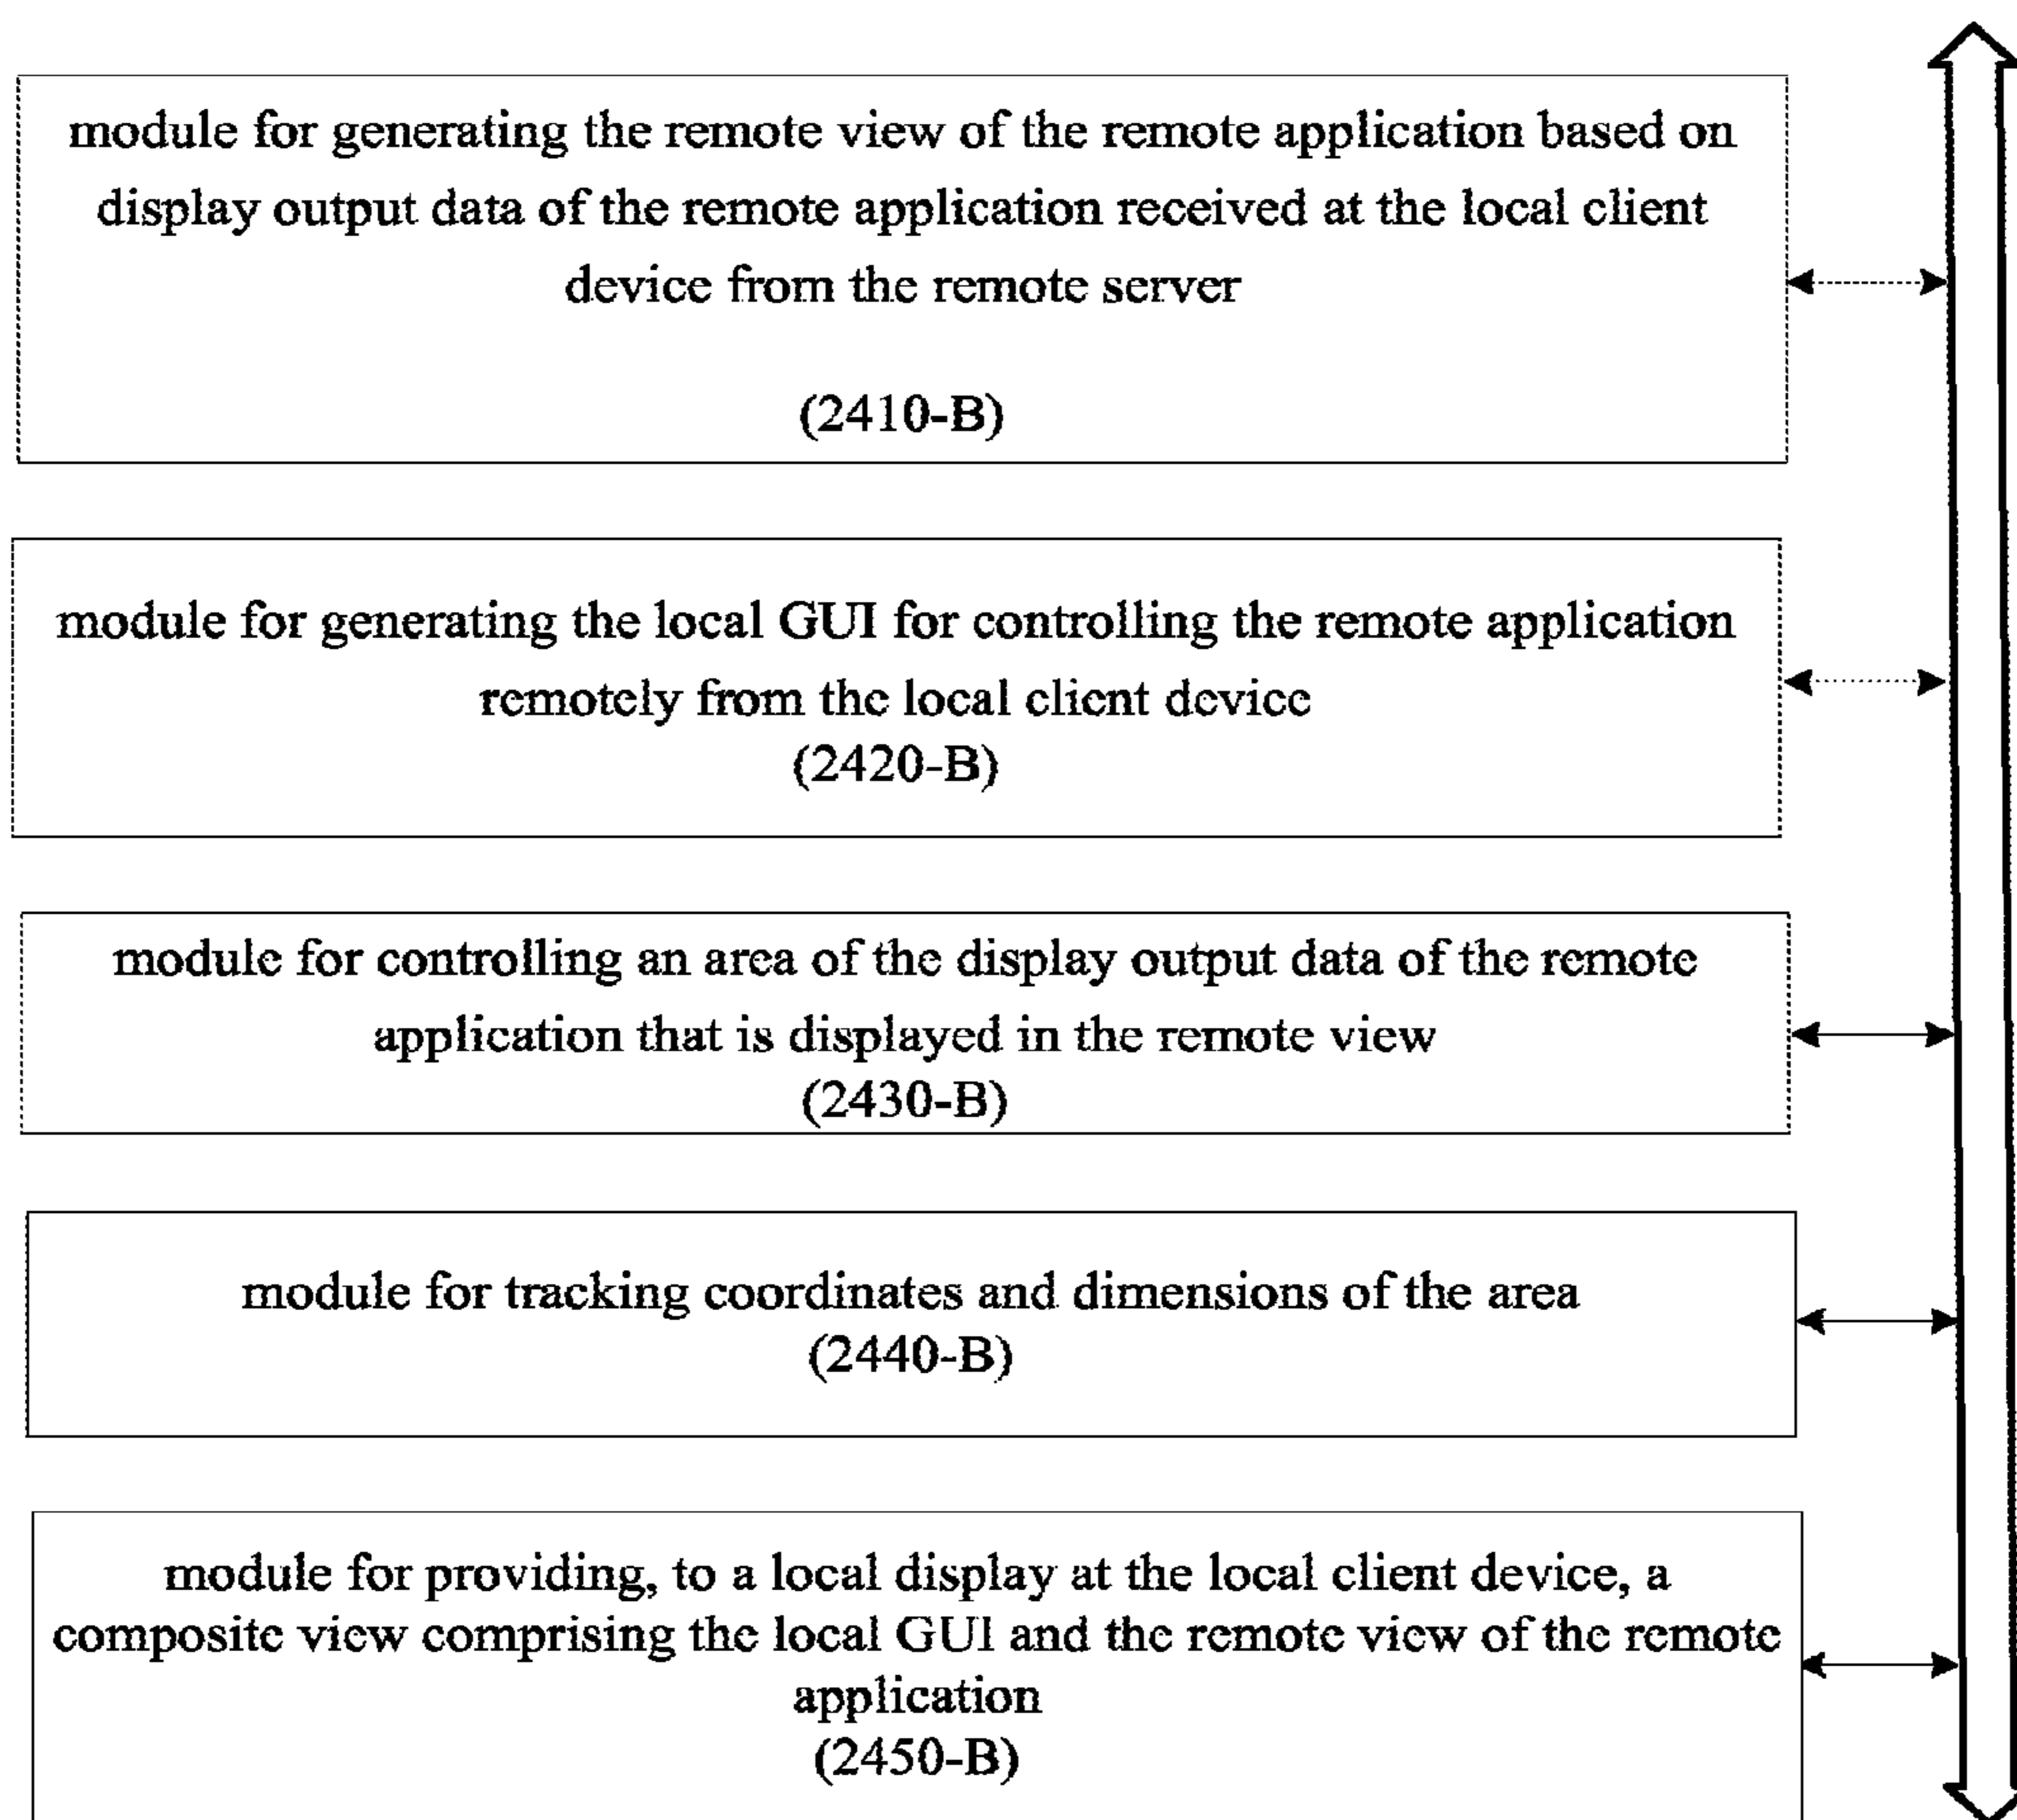 module for generating the remote view of the remote application based on
display output data of the remote application received at the local client
device from the remote server
(2410-B)
module for generating the local GUI for controlling the remote application
remotely from the local client device
(2420-B)
module for controlling an area of the display output data of the remote
application that is displayed in the remote view
(2430-B)
module for tracking coordinates and dimensions of the area
(2440-B)
module for providing, to a local display at the local client device, a
composite view comprising the local GUI and the remote view of the remote
application
(2450-B)